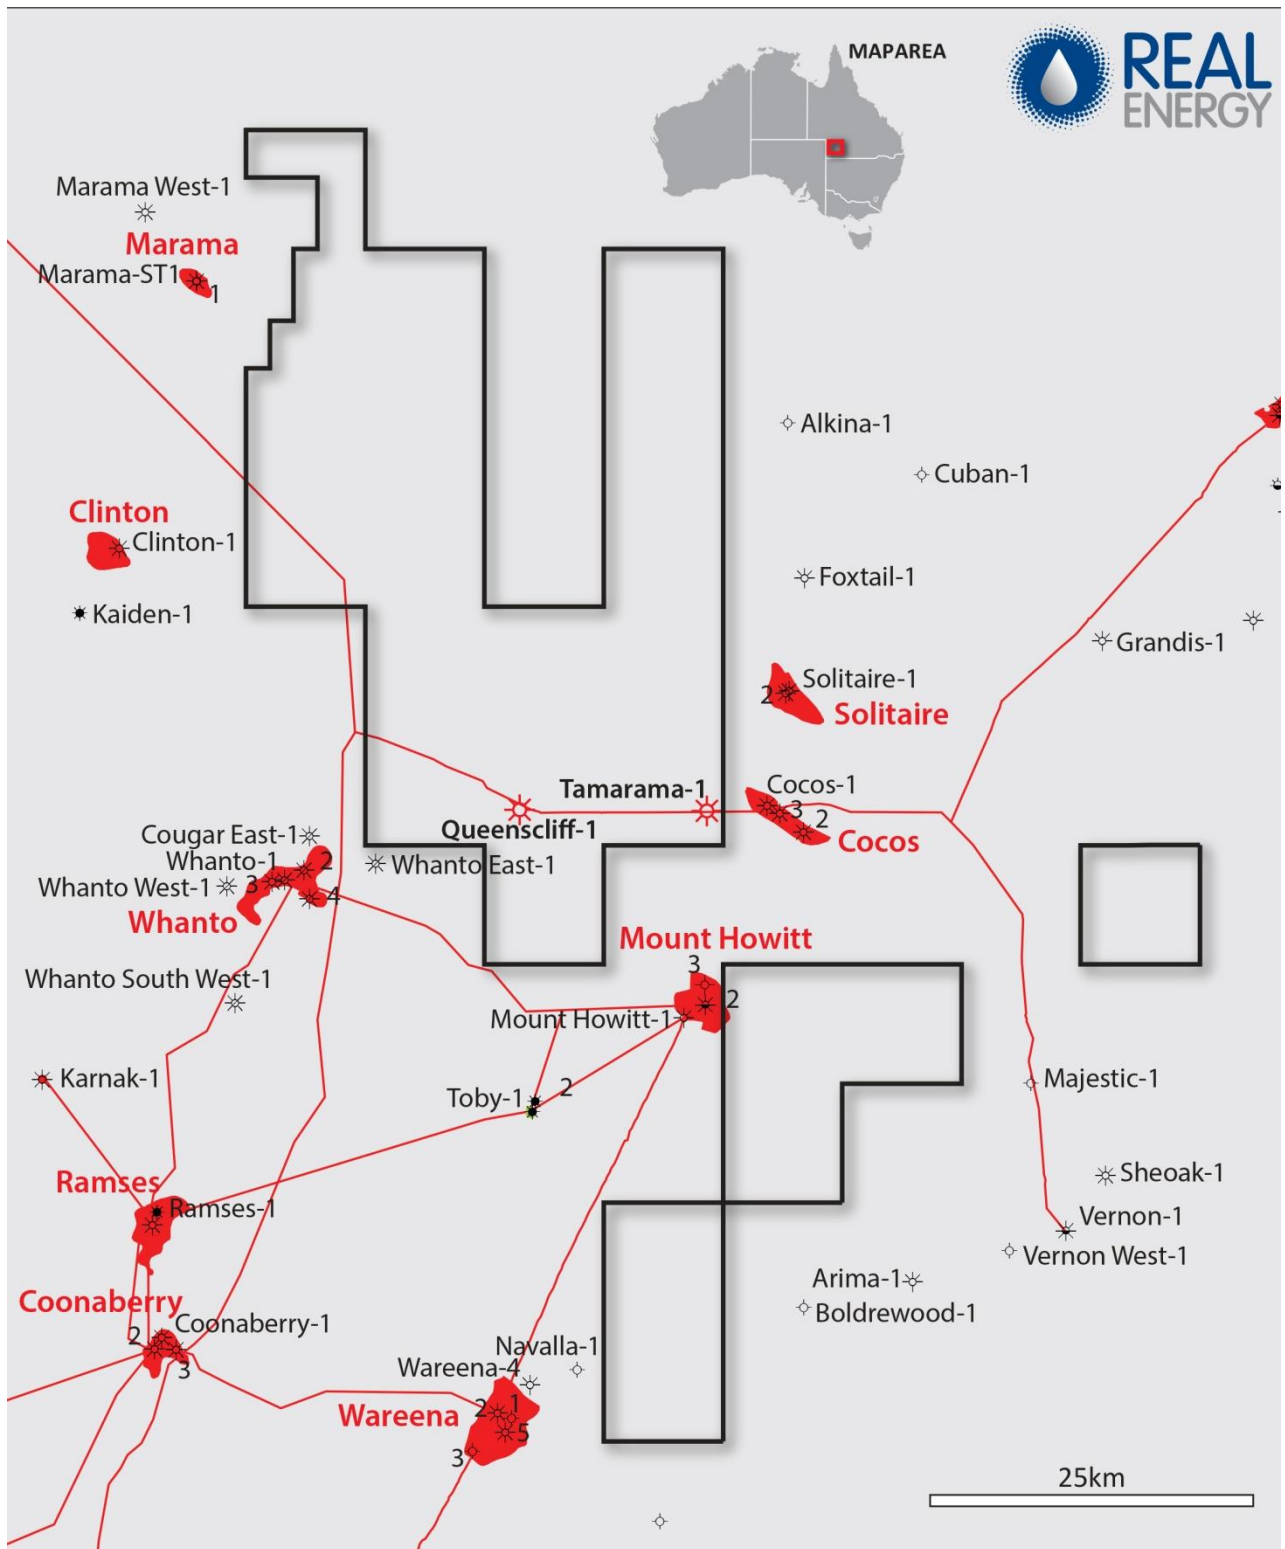 MAPAREA
REAL
ENERGY
Marama West-1
Marama
Marama-ST1
1
Alkina-1
Cuban-1
Clinton
Clinton-1
Foxtail-1
Kaiden-1
Grandis-1
Solitaire-1
2
Solitaire
Tamarama-1
Cocos-1
3
2
Queenscliff-1
Cocos
Cougar East-1
Whanto-1
2
Whanto East-1
Whanto West-1
3
4
Whanto
Mount Howitt
3
Whanto South West-1
2
Mount Howitt-1
Karnak-1
Majestic-1
Toby-1
2
Ramses
Sheoak-1
Ramses-1
Vernon-1
Vernon West-1
Arima-1
Coonaberry
Boldrewood-1
Coonaberry-1
2
3
Navalla-1
Wareena-4
2
1
Wareena
5
3
25km